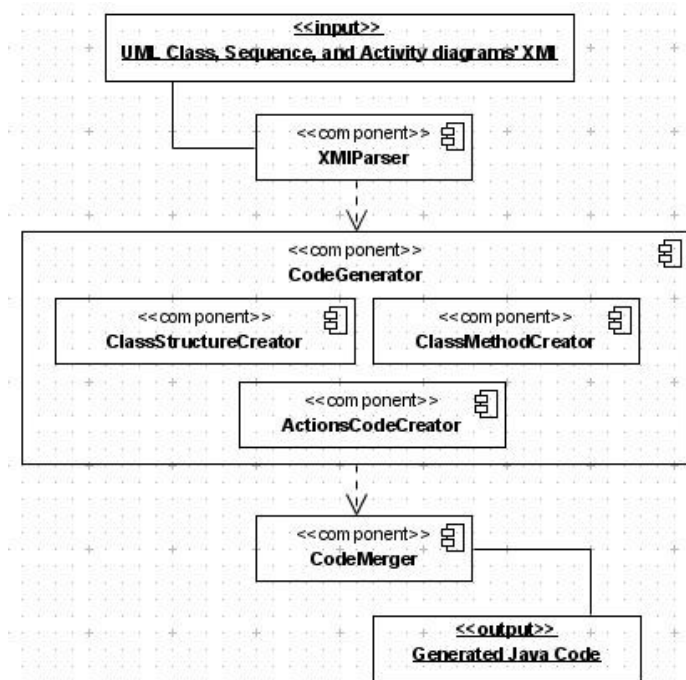 <<input>>
UML Class, Sequence, and Activity diagrams' XMI
<<component>>
XMIParser
<<component>>
CodeGenerator
<<component>>
ClassStructureCreator
<<component>>
ClassMethodCreator
<<component>>
ActionsCodeCreator
<<component>>
CodeMerger
<<output>>
Generated Java Code